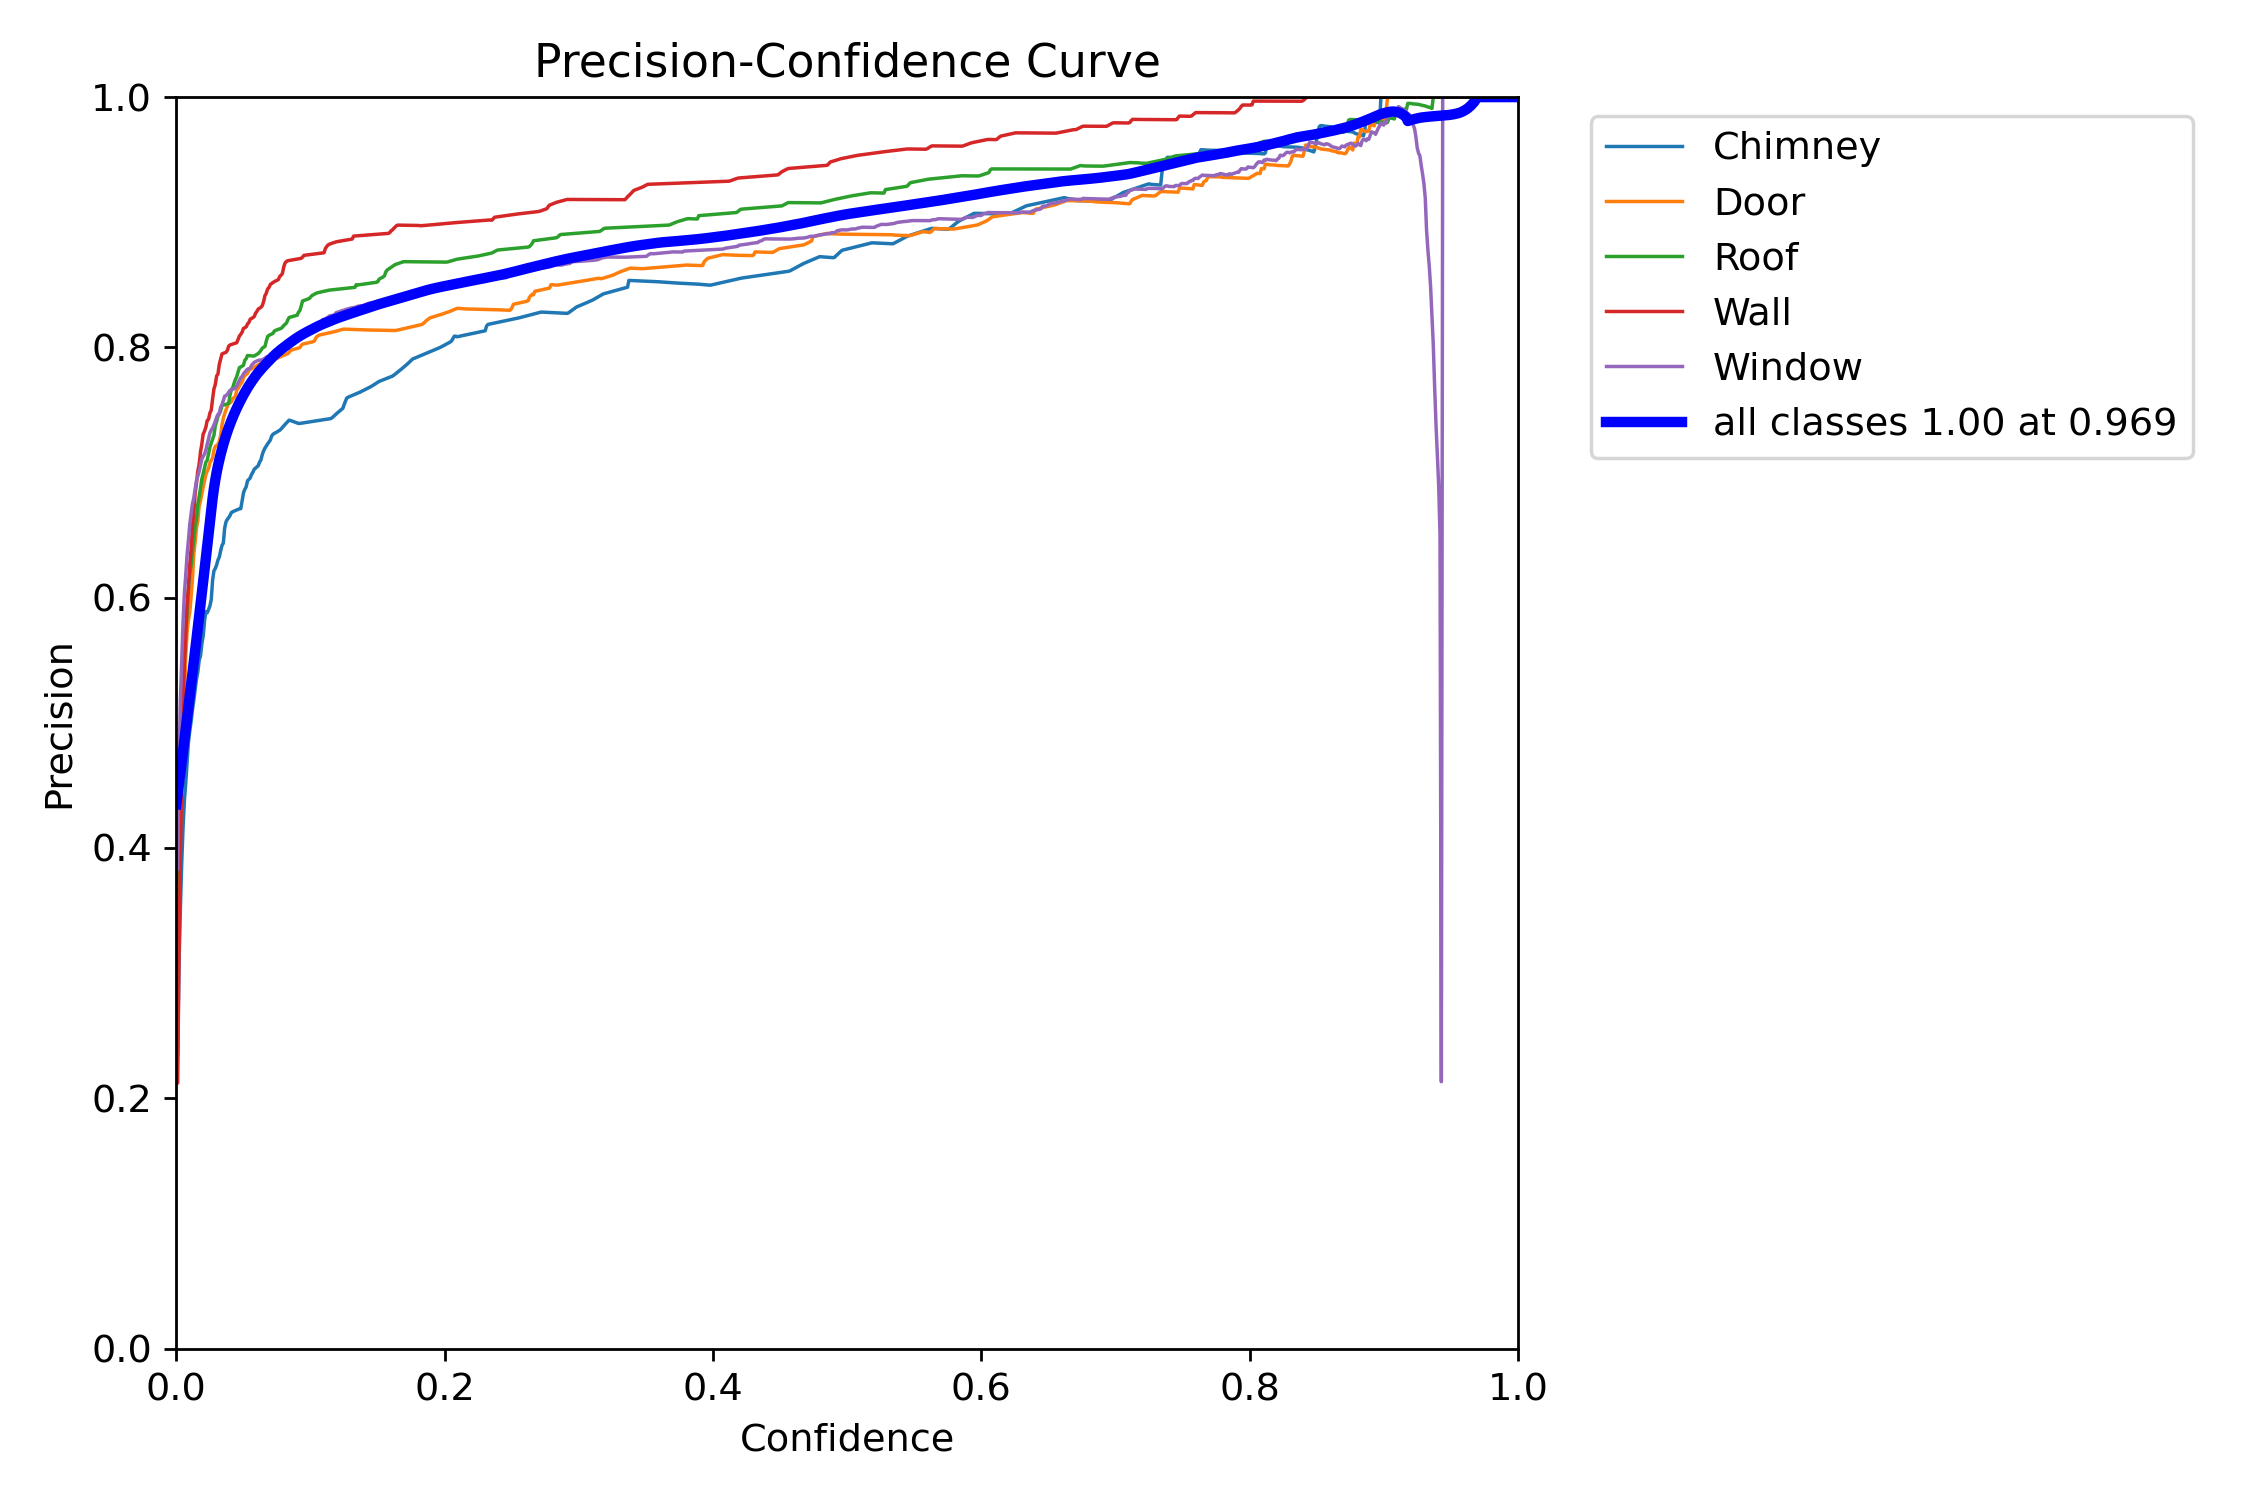 Precision-Confidence Curve
1.0
0.8
0.6
0.4
0.2
0.0
Precision
0.0 0.2 0.4 0.6 0.8 1.0
Confidence
Chimney
Door
Roof
Wall
Window
all classes 1.00 at 0.969